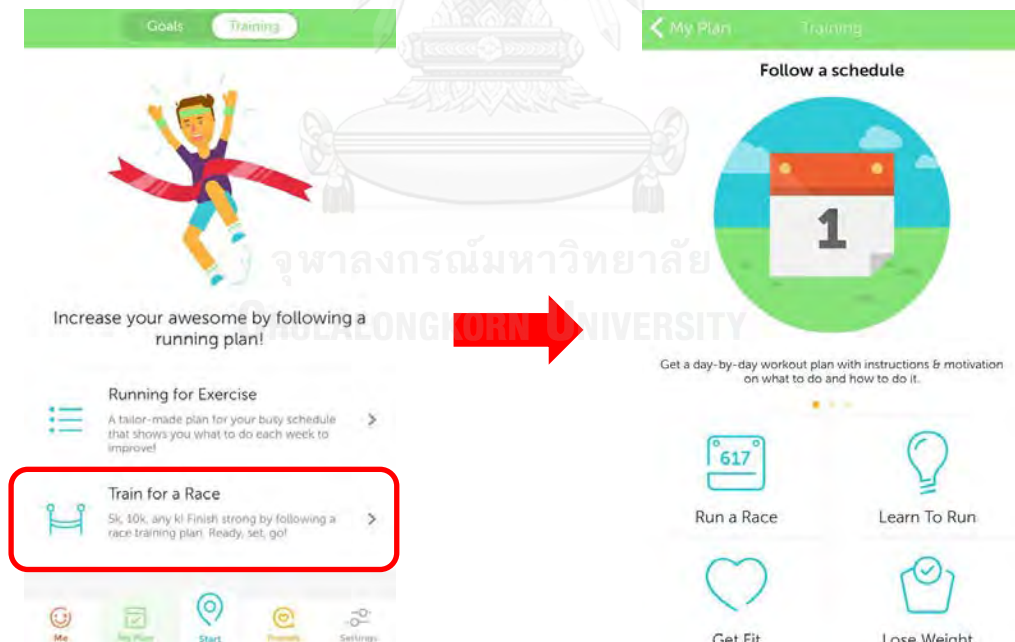 Goals Training
Increase your awesome by following a
running plan!
Running for Exercise
A tailor-made plan for your busy schedule
that shows you what to do each week to
improve!
Train for a Race
5k, 10k, any k! Finish strong by following a
race training plan. Ready, set, go!
Me My Plan Start Friends Settings
My Plan Training
Follow a schedule
1
Get a day-by-day workout plan with instructions & motivation
on what to do and how to do it.
617
Run a Race Learn To Run
Get Fit Lose Weight
จุฬาลงกรณ์มหาวิทยาลัย
CHULALONGKORN UNIVERSITY